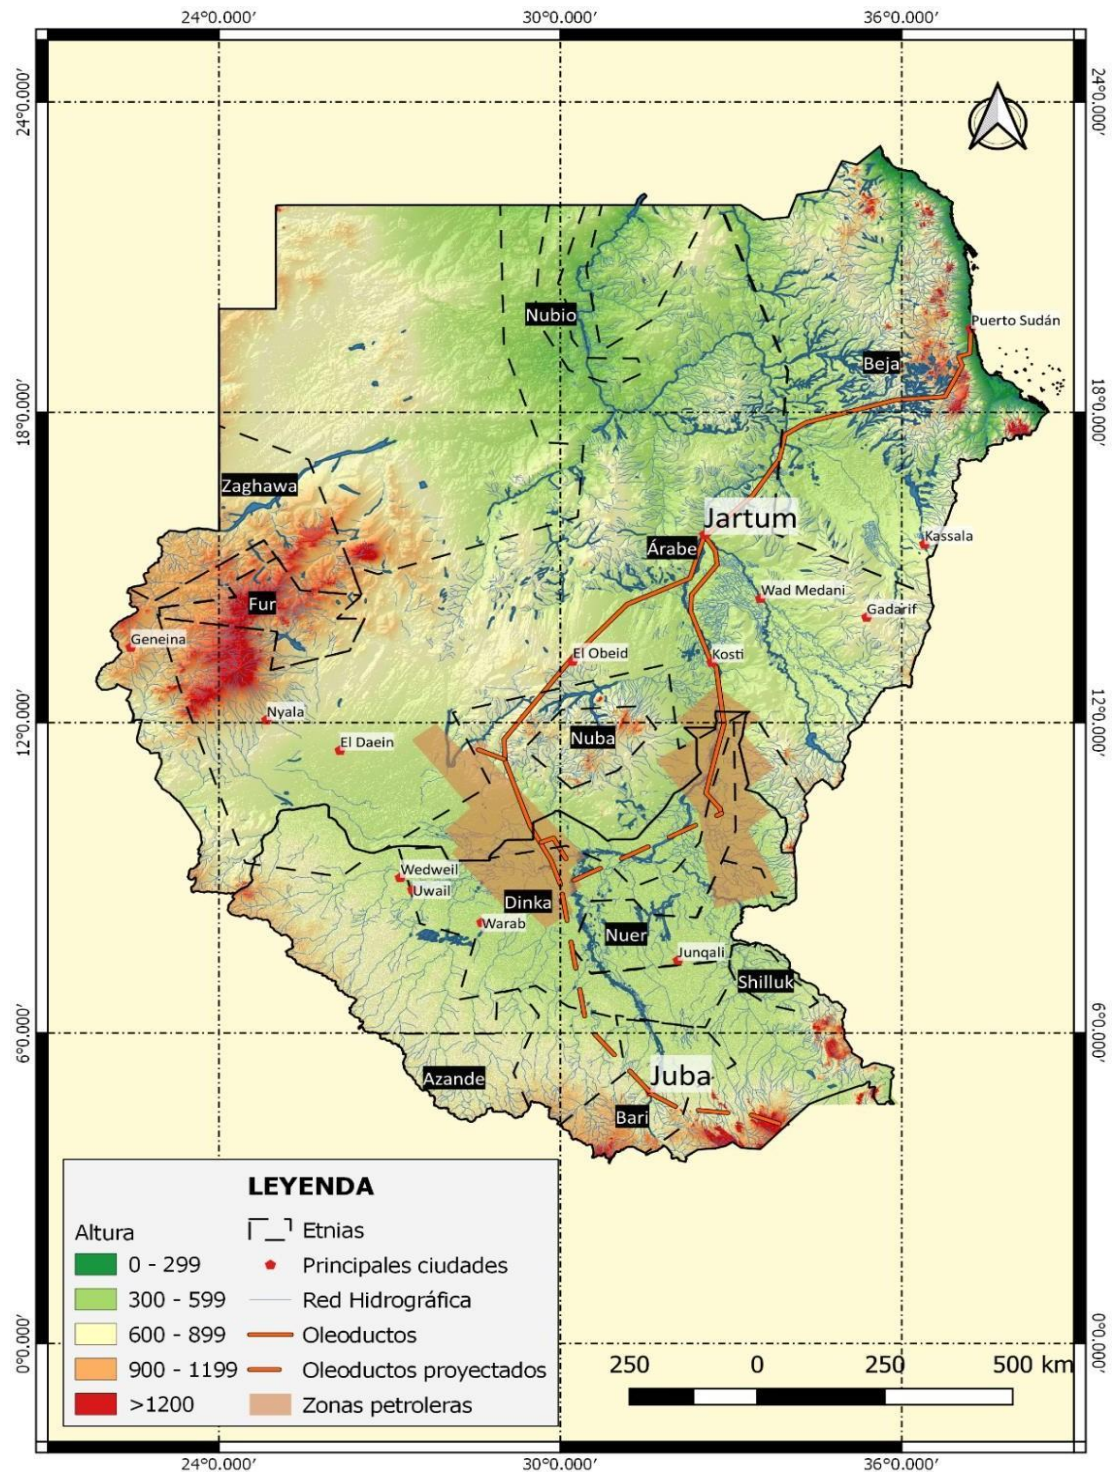 24°0.000′
30°0.000′
36°0.000′
24°0.000′
24°0.000′
Puerto Sudán
Nubio
Beja
18°0.000′
18°0.000′
Zaghawa
Jartum
Kassala
Árabe
Wad Medani
Fur
Gadarif
Geneina
El Obeid
Kosti
Nyala
12°0.000′
12°0.000′
Nuba
El Daein
Wedweil
Uwail
Dinka
Warab
Nuer
Junqali
Shilluk
6°0.000′
6°0.000′
Azande
Juba
Bari
LEYENDA
Altura
0 - 299
300 - 599
600 - 899
900 - 1199
>1200
Etnias
Principales ciudades
Red Hidrográfica
Oleoductos
Oleoductos proyectados
Zonas petroleras
0°0.000′
0°0.000′
250 0 250 500 km
24°0.000′
30°0.000′
36°0.000′